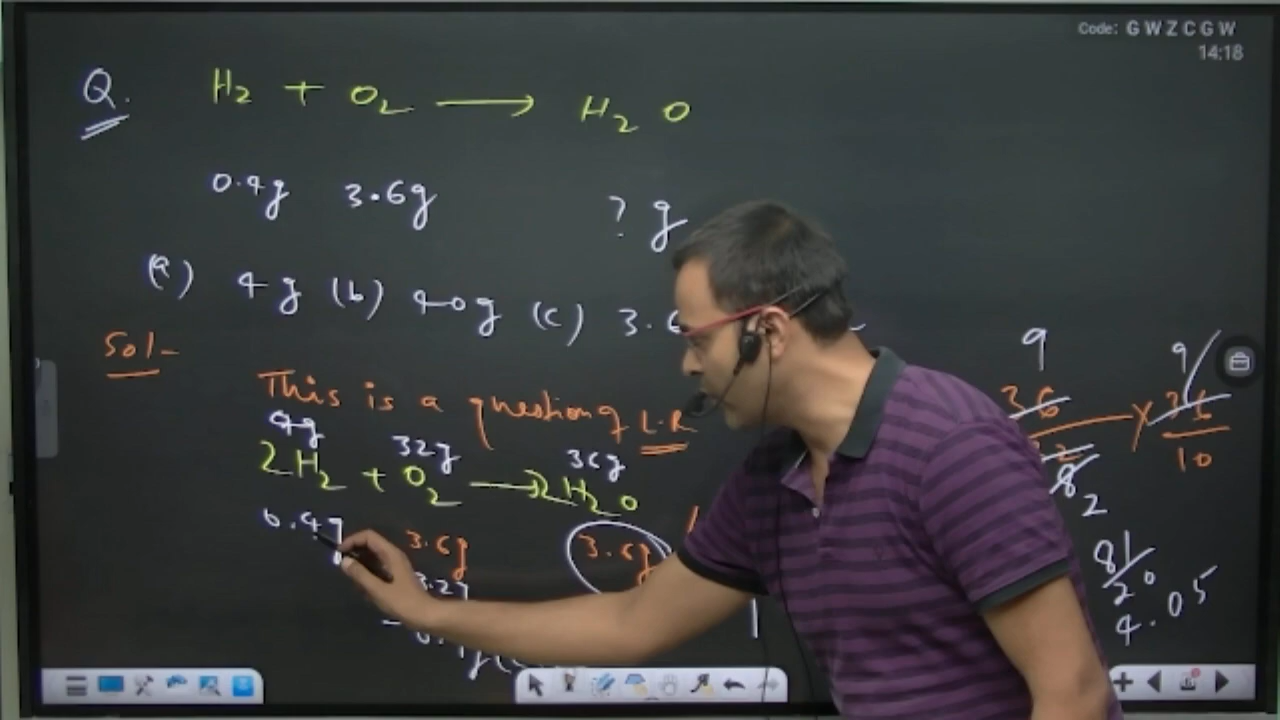 Code: G W Z C G W
14:18
Q. H₂ + O₂ ⟶ H₂O
0.4g 3.6g ? g
(a) 4g (b) 40g (c) 3.6
Sol-
This is a question of L.R
4g 32g 36g
2H₂ + O₂ ⟶ 2H₂O
0.4g 3.6g 3.6g
3.2g
9 9
36 X 36
8 10
2
81
20
4.05